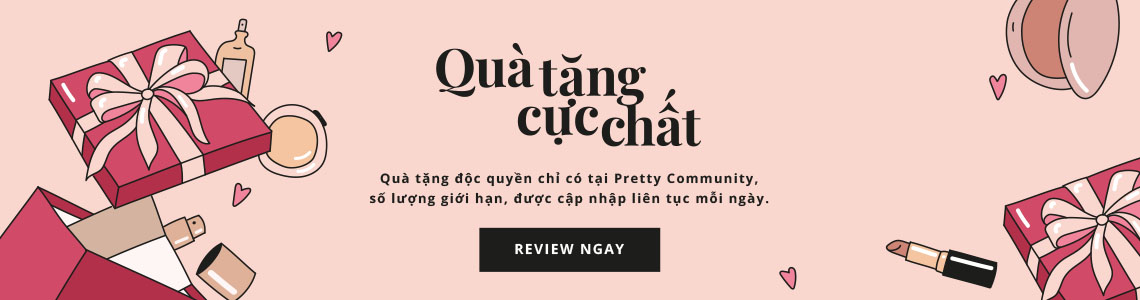 Quà tặng
cực chất
Quà tặng độc quyền chỉ có tại Pretty Community,
số lượng giới hạn, được cập nhập liên tục mỗi ngày.
REVIEW NGAY